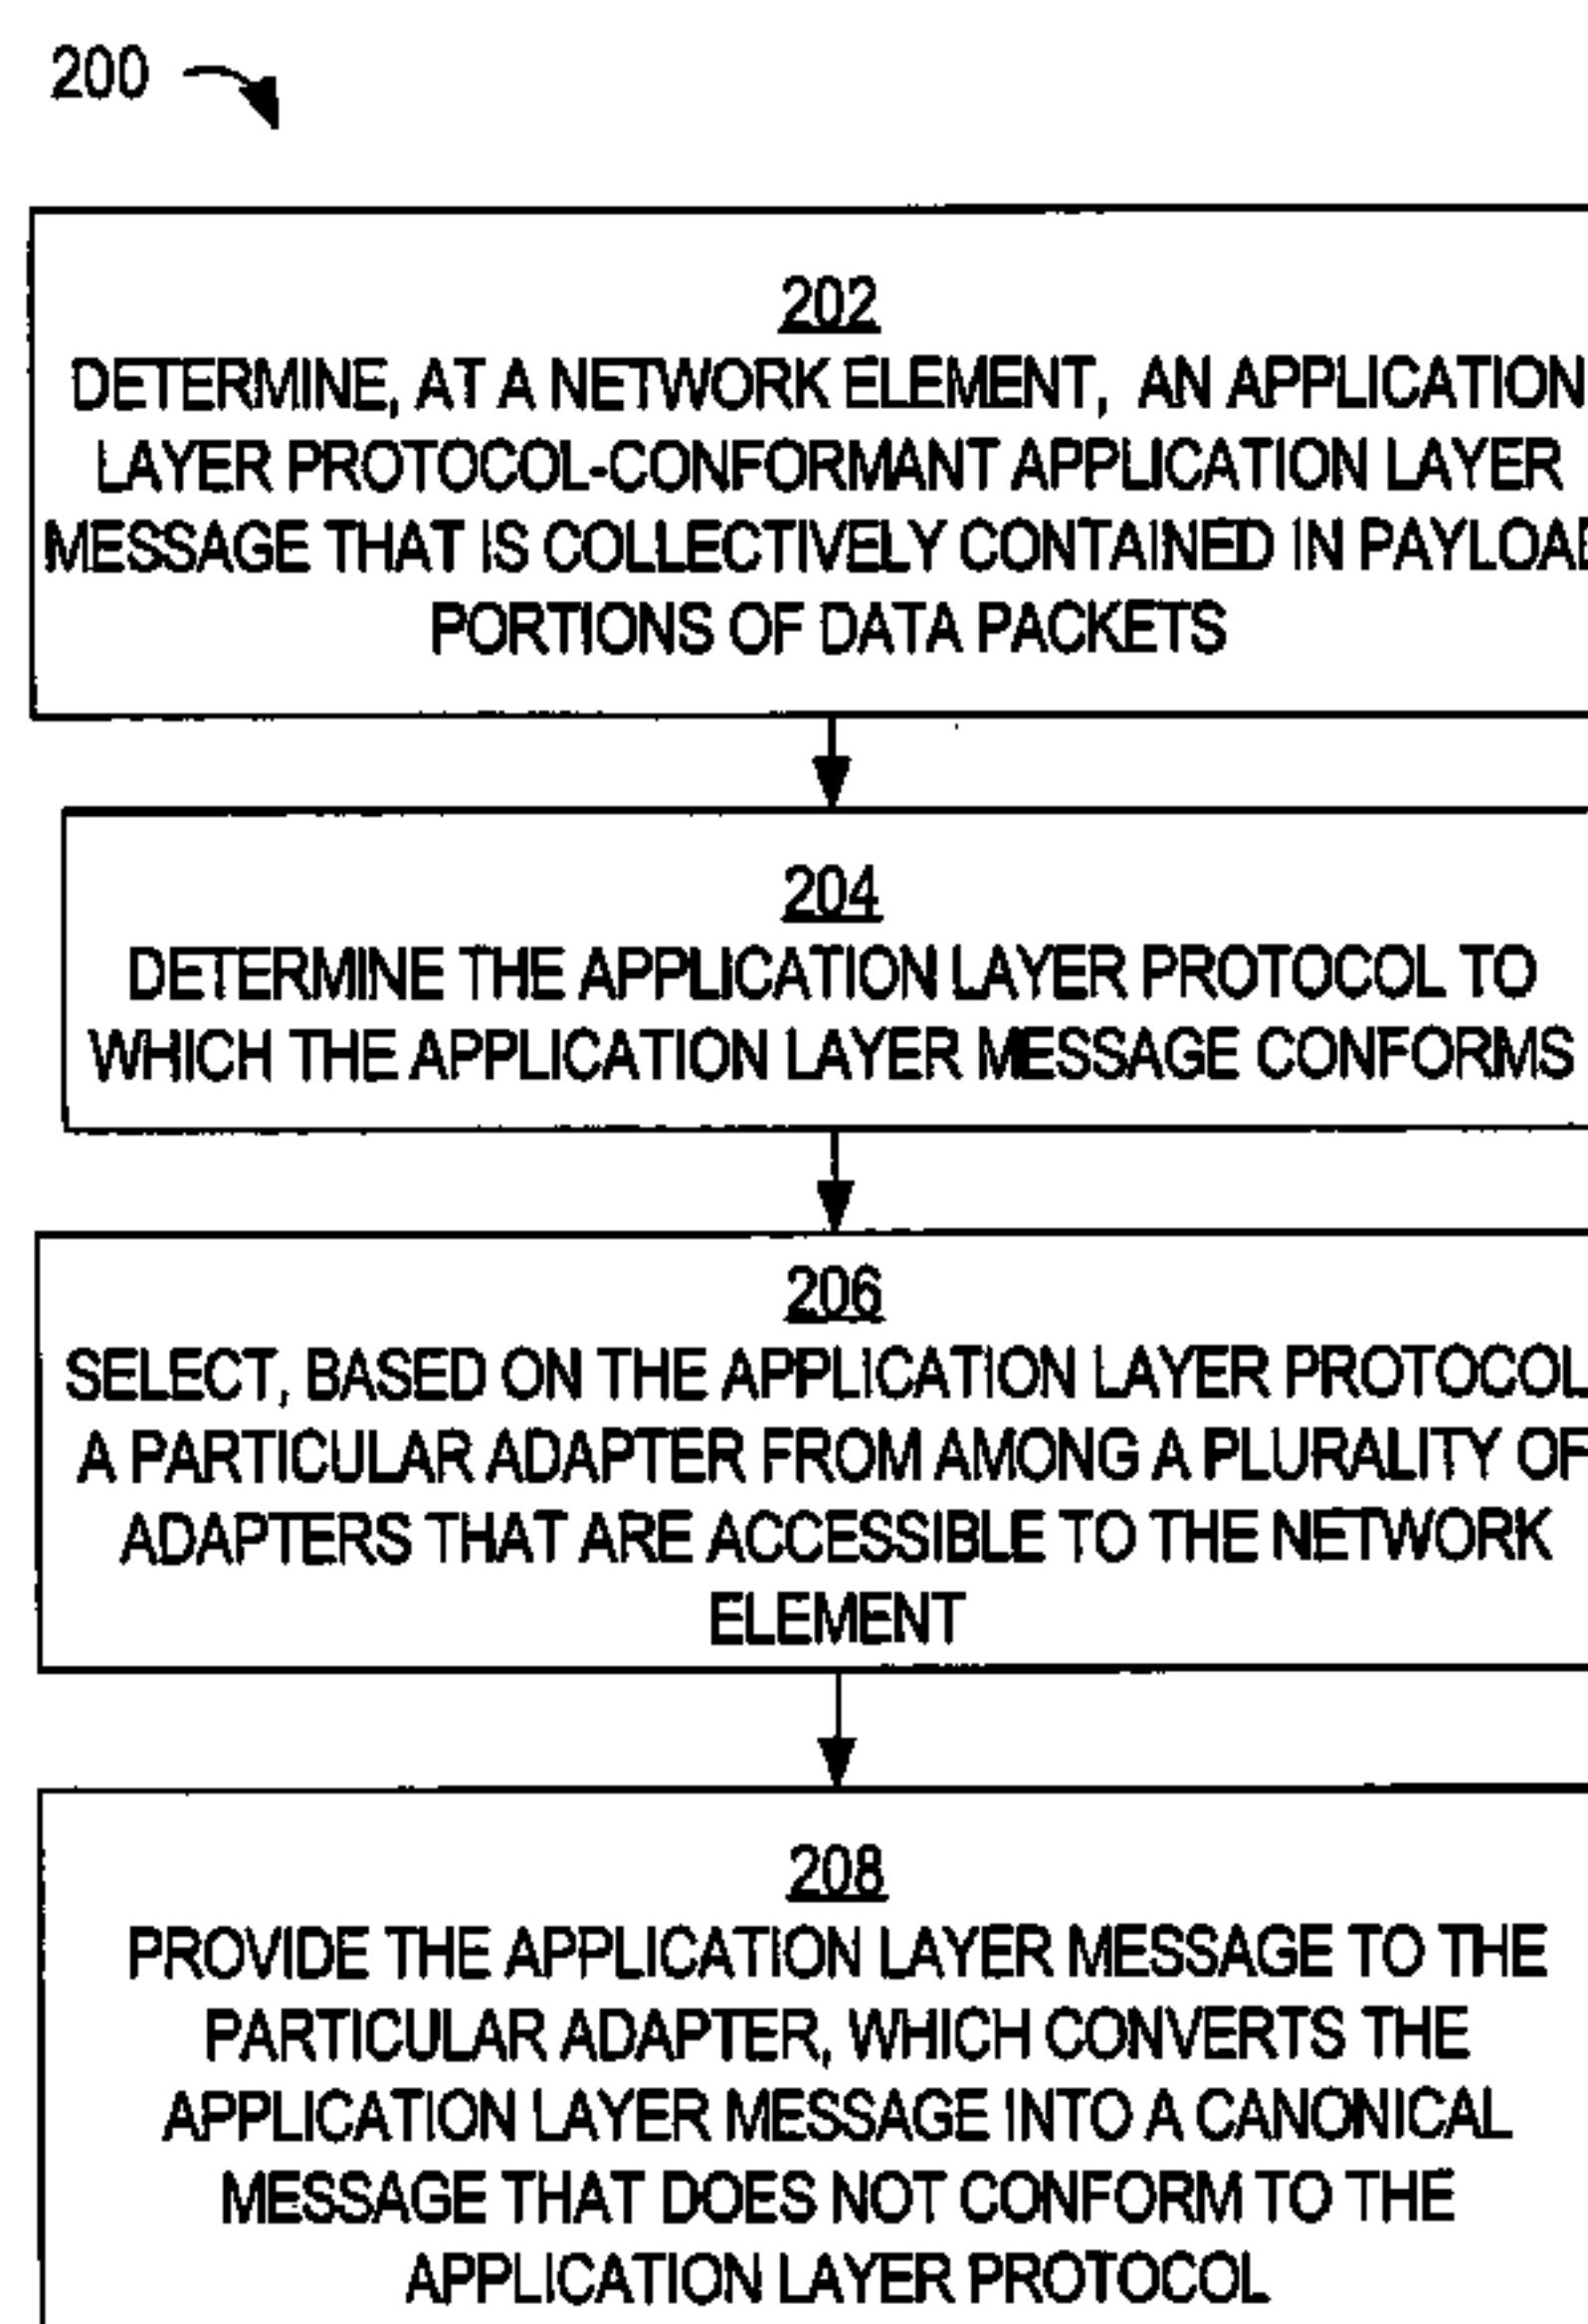 200
202
DETERMINE, AT A NETWORK ELEMENT, AN APPLICATION
LAYER PROTOCOL-CONFORMANT APPLICATION LAYER
MESSAGE THAT IS COLLECTIVELY CONTAINED IN PAYLOAD
PORTIONS OF DATA PACKETS
204
DETERMINE THE APPLICATION LAYER PROTOCOL TO
WHICH THE APPLICATION LAYER MESSAGE CONFORMS
206
SELECT, BASED ON THE APPLICATION LAYER PROTOCOL
A PARTICULAR ADAPTER FROM AMONG A PLURALITY OF
ADAPTERS THAT ARE ACCESSIBLE TO THE NETWORK
ELEMENT
208
PROVIDE THE APPLICATION LAYER MESSAGE TO THE
PARTICULAR ADAPTER, WHICH CONVERTS THE
APPLICATION LAYER MESSAGE INTO A CANONICAL
MESSAGE THAT DOES NOT CONFORM TO THE
APPLICATION LAYER PROTOCOL